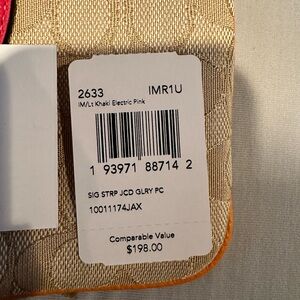 2633 IMR1U
IM/Lt Khaki Electric Pink
1 93971 88714 2
SIG STRP JCD GLRY PC
10011174JAX
Comparable Value
$198.00